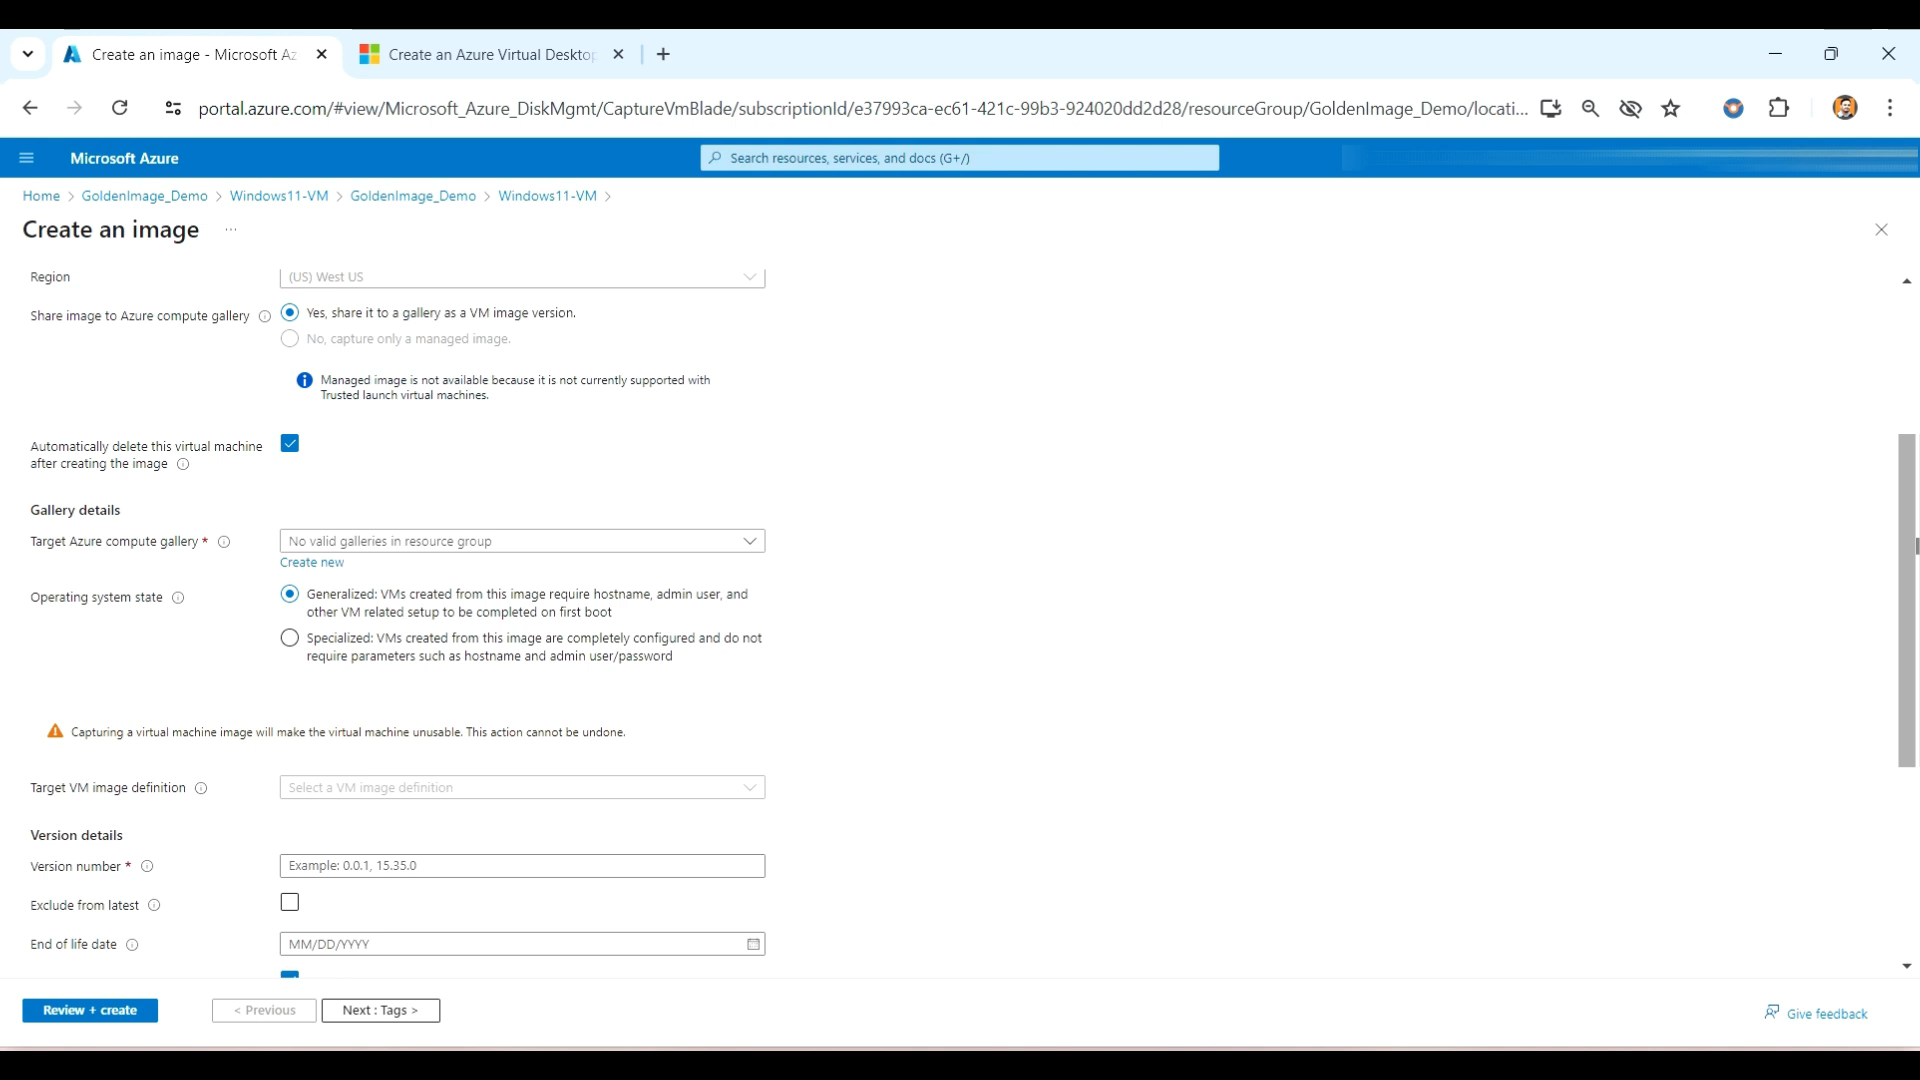 Create an image - Microsoft Az
Create an Azure Virtual Deskto
portal.azure.com/#view/Microsoft_Azure_DiskMgmt/CaptureVmBlade/subscriptionId/e37993ca-ec61-421c-99b3-924020dd2d28/resourceGroup/GoldenImage_Demo/locati...
Microsoft Azure
Search resources, services, and docs (G+/)
Home > GoldenImage_Demo > Windows11-VM > GoldenImage_Demo > Windows11-VM >
Create an image ...
Region
(US) West US
Share image to Azure compute gallery
Yes, share it to a gallery as a VM image version.
No, capture only a managed image.
Managed image is not available because it is not currently supported with
Trusted launch virtual machines.
Automatically delete this virtual machine
after creating the image
Gallery details
Target Azure compute gallery *
No valid galleries in resource group
Create new
Operating system state
Generalized: VMs created from this image require hostname, admin user, and
other VM related setup to be completed on first boot
Specialized: VMs created from this image are completely configured and do not
require parameters such as hostname and admin user/password
Capturing a virtual machine image will make the virtual machine unusable. This action cannot be undone.
Target VM image definition
Select a VM image definition
Version details
Version number *
Example: 0.0.1, 15.35.0
Exclude from latest
End of life date
MM/DD/YYYY
Review + create
< Previous
Next : Tags >
Give feedback